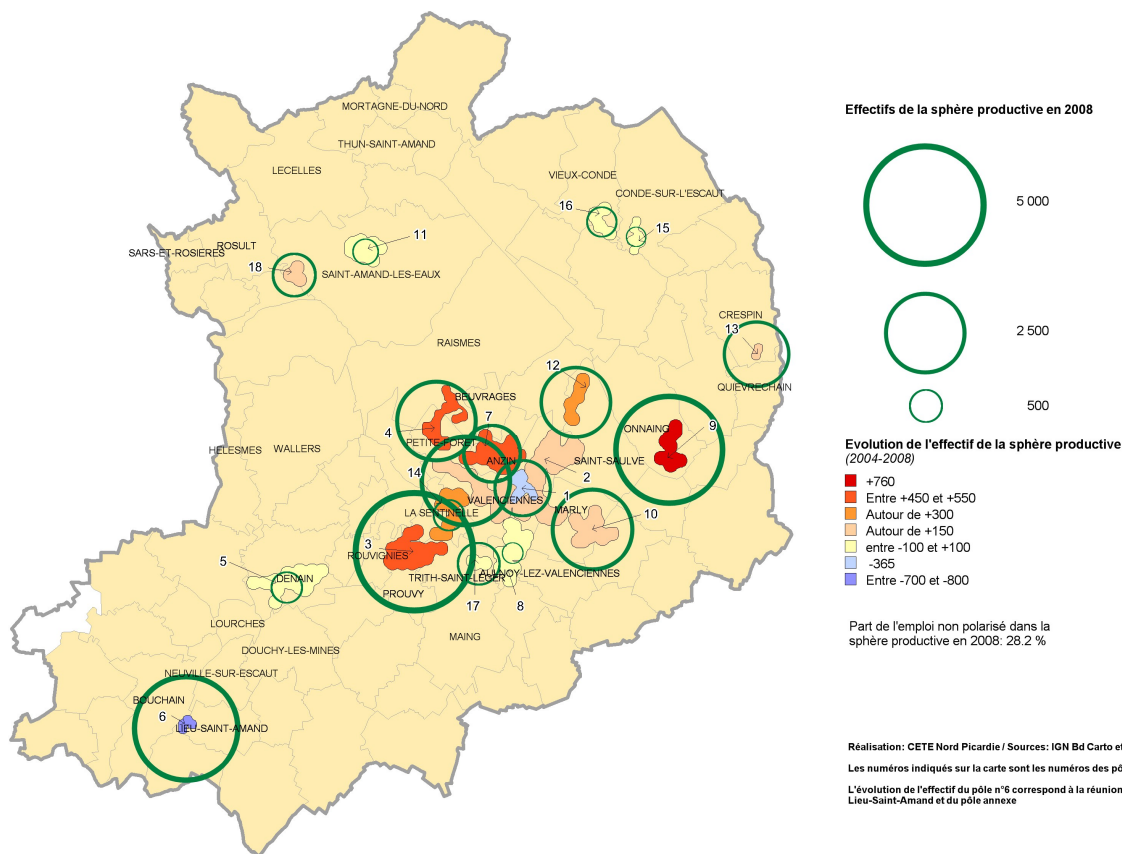 MORTAGNE-DU-NORD
THUN-SAINT-AMAND
LECELLES
VIEUX-CONDE
CONDE-SUR-L'ESCAUT
16
15
11
ROSULT
SARS-ET-ROSIERES
18
SAINT-AMAND-LES-EAUX
CRESPIN
13
RAISMES
12
QUIEVRECHAIN
BEUVRAGES
7
4
PETITE-FORET
ONNAING
9
HELESMES
WALLERS
ANZIN
SAINT-SAULVE
14
2
VALENCIENNES
1
LA SENTINELLE
MARLY
10
3
ROUVIGNIES
5
DENAIN
TRITH-SAINT-LEGER
AULNOY-LEZ-VALENCIENNES
PROUVY
17
8
LOURCHES
MAING
DOUCHY-LES-MINES
NEUVILLE-SUR-ESCAUT
BOUCHAIN
6
LIEU-SAINT-AMAND
Effectifs de la sphère productive en 2008
5 000
2 500
500
Evolution de l'effectif de la sphère productive
(2004-2008)
+760
Entre +450 et +550
Autour de +300
Autour de +150
entre -100 et +100
-365
Entre -700 et -800
Part de l'emploi non polarisé dans la
sphère productive en 2008: 28.2 %
Réalisation: CETE Nord Picardie / Sources: IGN Bd Carto et
Les numéros indiqués sur la carte sont les numéros des
L'évolution de l'effectif du pôle n°6 correspond à la réunion
Lieu-Saint-Amand et du pôle annexe